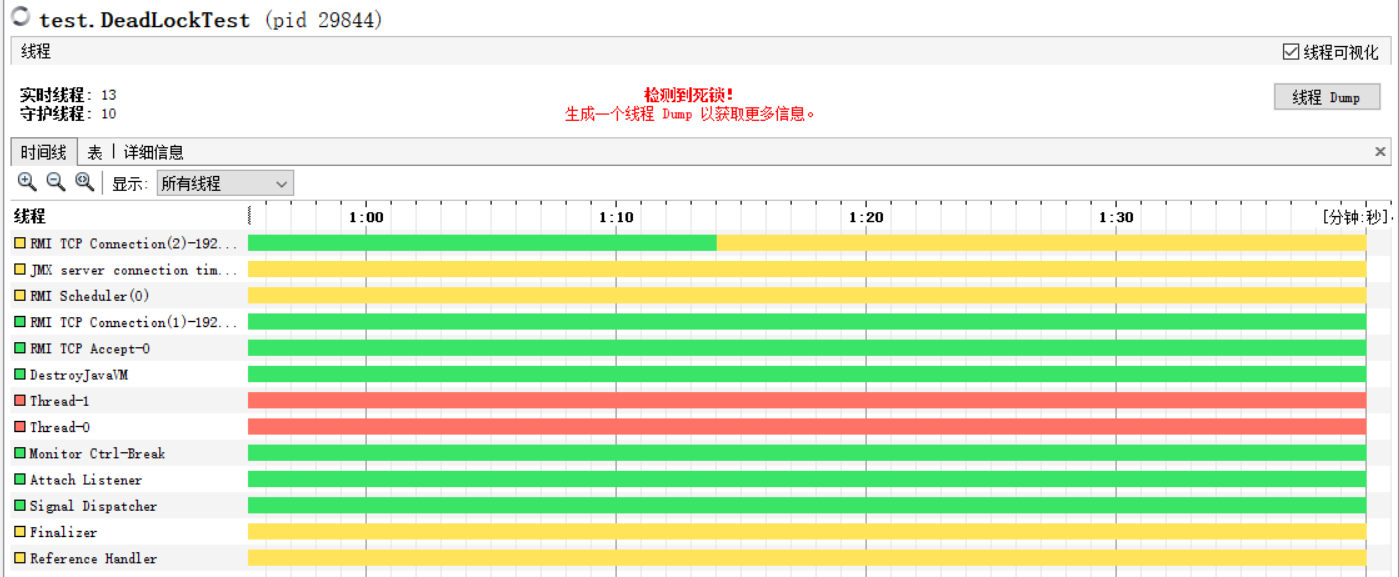 test.DeadLockTest (pid 29844)
线程 线程可视化
实时线程: 13
守护线程: 10
检测到死锁!
生成一个线程 Dump 以获取更多信息。
线程 Dump
时间线 表 详细信息
显示: 所有线程
线程 1:00 1:10 1:20 1:30 [分钟:秒]
RMI TCP Connection(2)-192...
JMX server connection tim...
RMI Scheduler(0)
RMI TCP Connection(1)-192...
RMI TCP Accept-0
DestroyJavaVM
Thread-1
Thread-0
Monitor Ctrl-Break
Attach Listener
Signal Dispatcher
Finalizer
Reference Handler